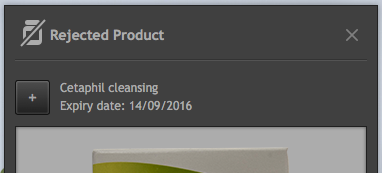 Rejected Product
Cetaphil cleansing
Expiry date: 14/09/2016